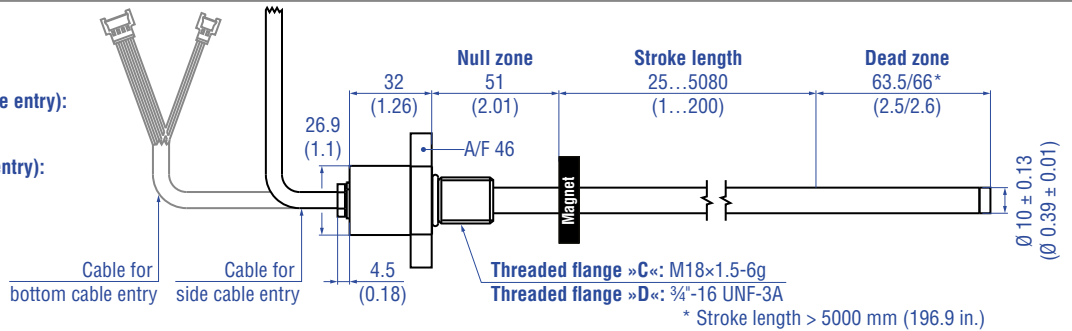 Null zone
Stroke length
Dead zone
32
51
25…5080
63.5/66*
(1.26)
(2.01)
(1…200)
(2.5/2.6)
e entry):
26.9
(1.1)
A/F 46
entry):
Magnet
Ø 10 ± 0.13
(Ø 0.39 ± 0.01)
Cable for
bottom cable entry
Cable for
side cable entry
4.5
(0.18)
Threaded flange »C«: M18×1.5-6g
Threaded flange »D«: ¾"-16 UNF-3A
* Stroke length > 5000 mm (196.9 in.)